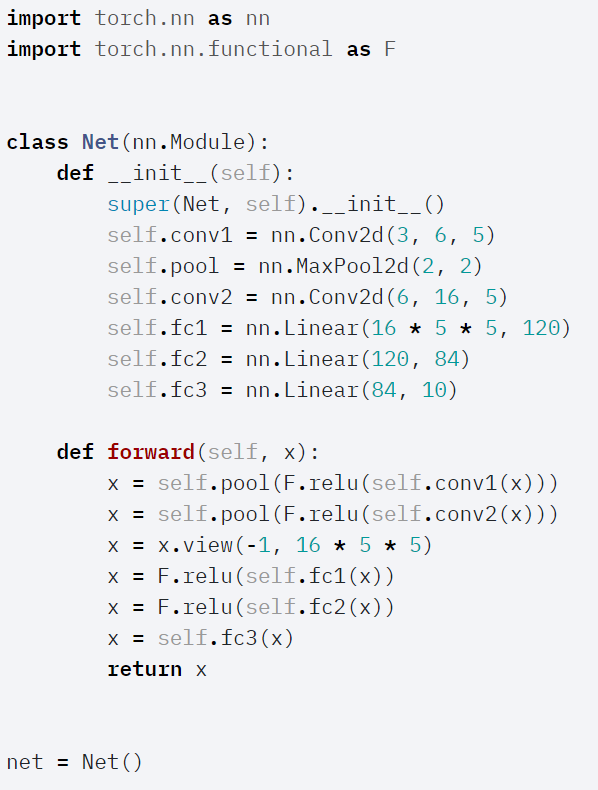 import torch.nn as nn
import torch.nn.functional as F
class Net(nn.Module):
    def __init__(self):
        super(Net, self).__init__()
        self.conv1 = nn.Conv2d(3, 6, 5)
        self.pool = nn.MaxPool2d(2, 2)
        self.conv2 = nn.Conv2d(6, 16, 5)
        self.fc1 = nn.Linear(16 * 5 * 5, 120)
        self.fc2 = nn.Linear(120, 84)
        self.fc3 = nn.Linear(84, 10)
    def forward(self, x):
        x = self.pool(F.relu(self.conv1(x)))
        x = self.pool(F.relu(self.conv2(x)))
        x = x.view(-1, 16 * 5 * 5)
        x = F.relu(self.fc1(x))
        x = F.relu(self.fc2(x))
        x = self.fc3(x)
        return x
net = Net()